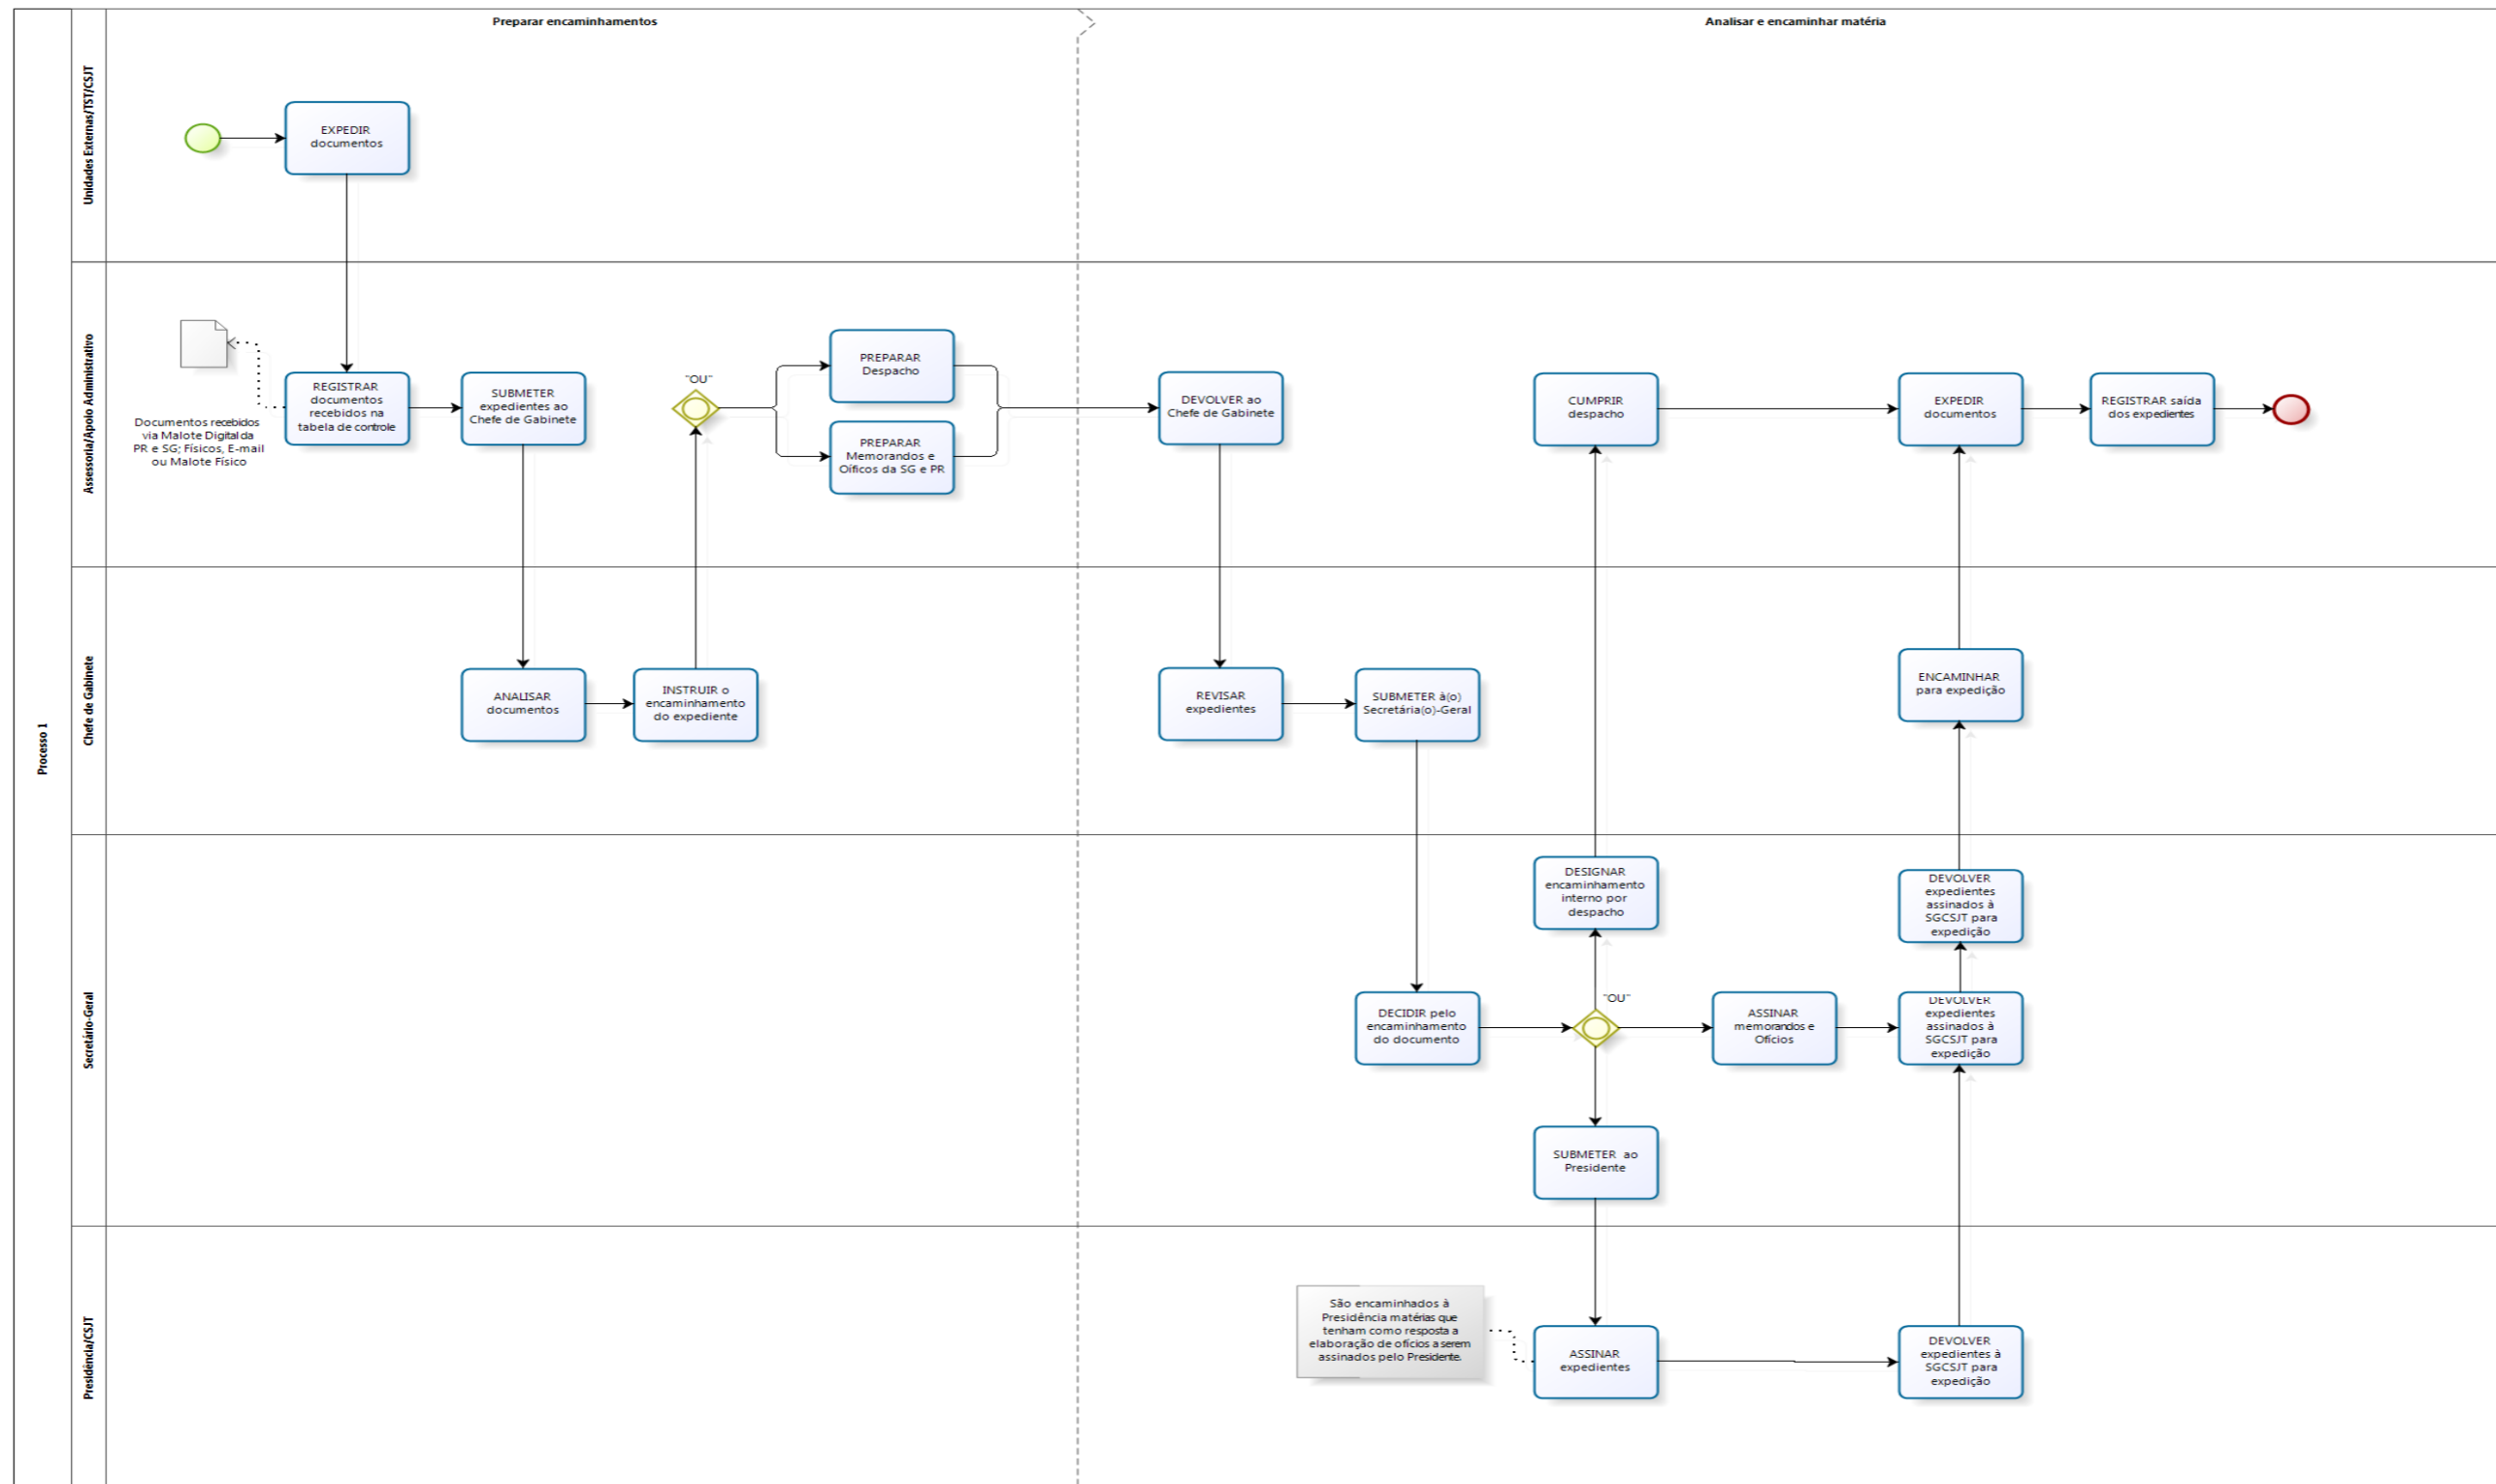 Preparar encaminhamentos
Analisar e encaminhar matéria
Processo 1
Unidades Externas/TST/CSJT
EXPEDIR
documentos
Assessoria/Apoio Administrativo
Documentos recebidos
via Malote Digital da
PR e SG; Físicos, E-mail
ou Malote Físico
REGISTRAR
documentos
recebidos na
tabela de controle
SUBMETER
expedientes ao
Chefe de Gabinete
"OU"
PREPARAR
Despacho
PREPARAR
Memorandos e
Oíficos da SG e PR
DEVOLVER ao
Chefe de Gabinete
CUMPRIR
despacho
EXPEDIR
documentos
REGISTRAR saída
dos expedientes
Chefe de Gabinete
ANALISAR
documentos
INSTRUIR o
encaminhamento
do expediente
REVISAR
expedientes
SUBMETER à(o)
Secretária(o)-Geral
ENCAMINHAR
para expedição
Secretário-Geral
DESIGNAR
encaminhamento
interno por
despacho
DEVOLVER
expedientes
assinados à
SGCSJT para
expedição
DECIDIR pelo
encaminhamento
do documento
"OU"
ASSINAR
memorandos e
Ofícios
DEVOLVER
expedientes
assinados à
SGCSJT para
expedição
SUBMETER ao
Presidente
Presidência/CSJT
São encaminhados à
Presidência matérias que
tenham como resposta a
elaboração de ofícios a serem
assinados pelo Presidente.
ASSINAR
expedientes
DEVOLVER
expedientes à
SGCSJT para
expedição